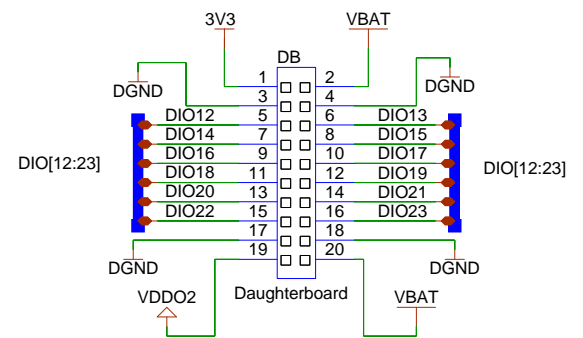 3V3 VBAT
DB
1 2
DGND 3 4 DGND
DIO12 5 6 DIO13
DIO14 7 8 DIO15
DIO[12:23] DIO16 9 10 DIO17 DIO[12:23]
DIO18 11 12 DIO19
DIO20 13 14 DIO21
DIO22 15 16 DIO23
17 18
19 20
DGND DGND
VDDO2 Daughterboard VBAT